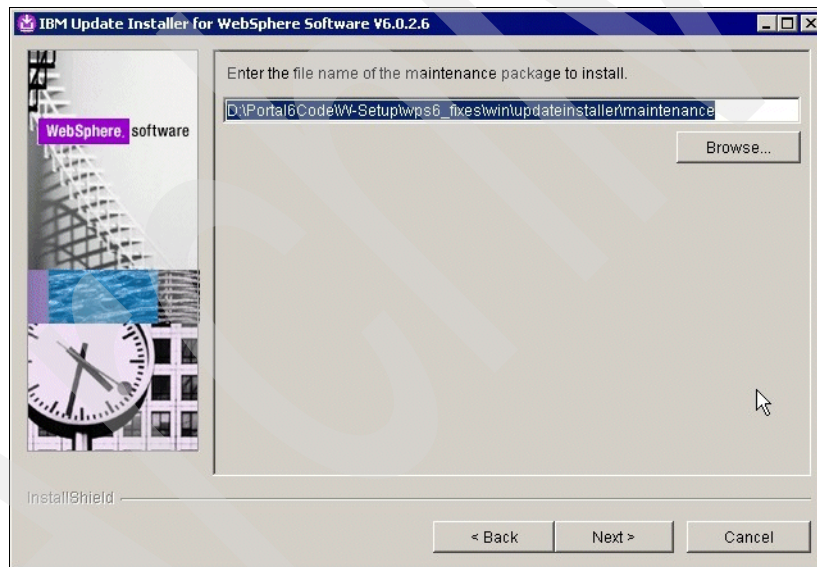 IBM Update Installer for WebSphere Software V6.0.2.6
Enter the file name of the maintenance package to install.
D:\Portal6Code\W-Setup\wps6_fixes\win\updateinstaller\maintenance
WebSphere. software
Browse...
InstallShield
< Back
Next >
Cancel